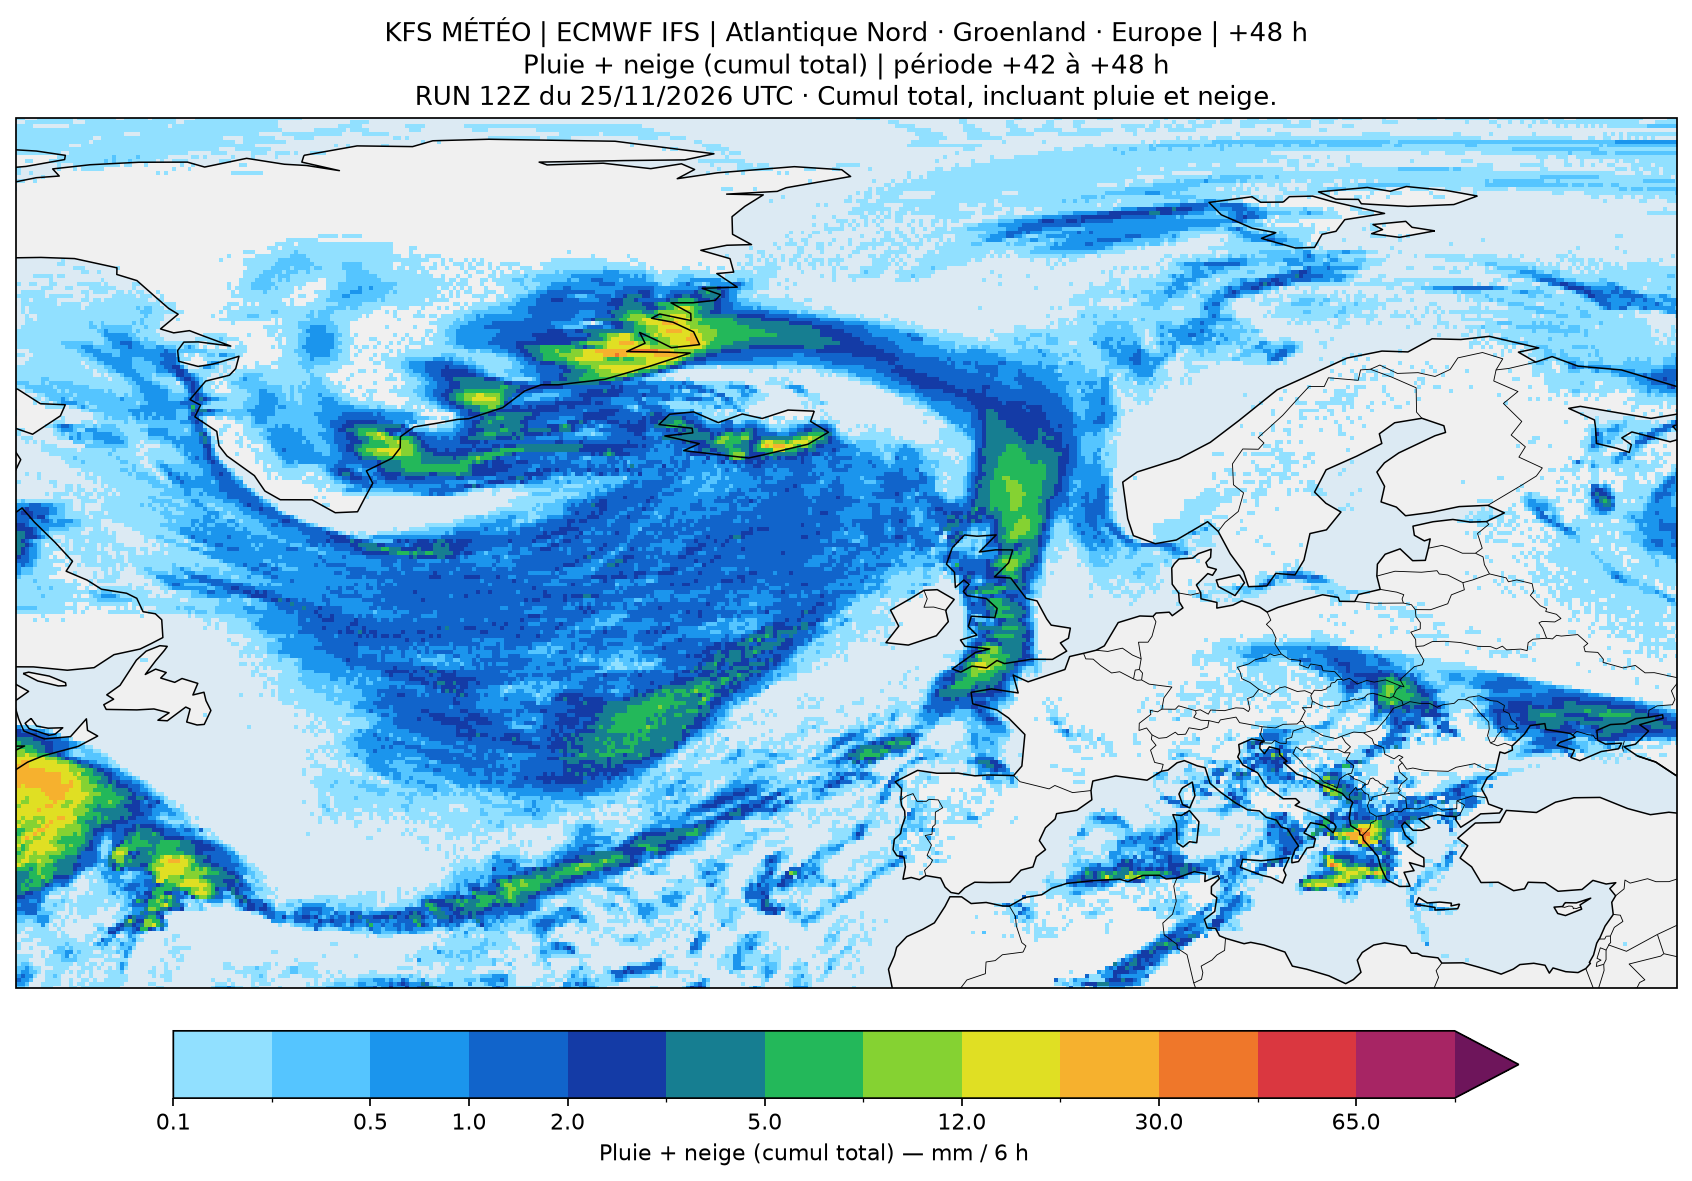 KFS MÉTÉO | ECMWF IFS | Atlantique Nord · Groenland · Europe | +48 h
Pluie + neige (cumul total) | période +42 à +48 h
RUN 12Z du 25/11/2026 UTC · Cumul total, incluant pluie et neige.
0.1 0.5 1.0 2.0 5.0 12.0 30.0 65.0
Pluie + neige (cumul total) — mm / 6 h